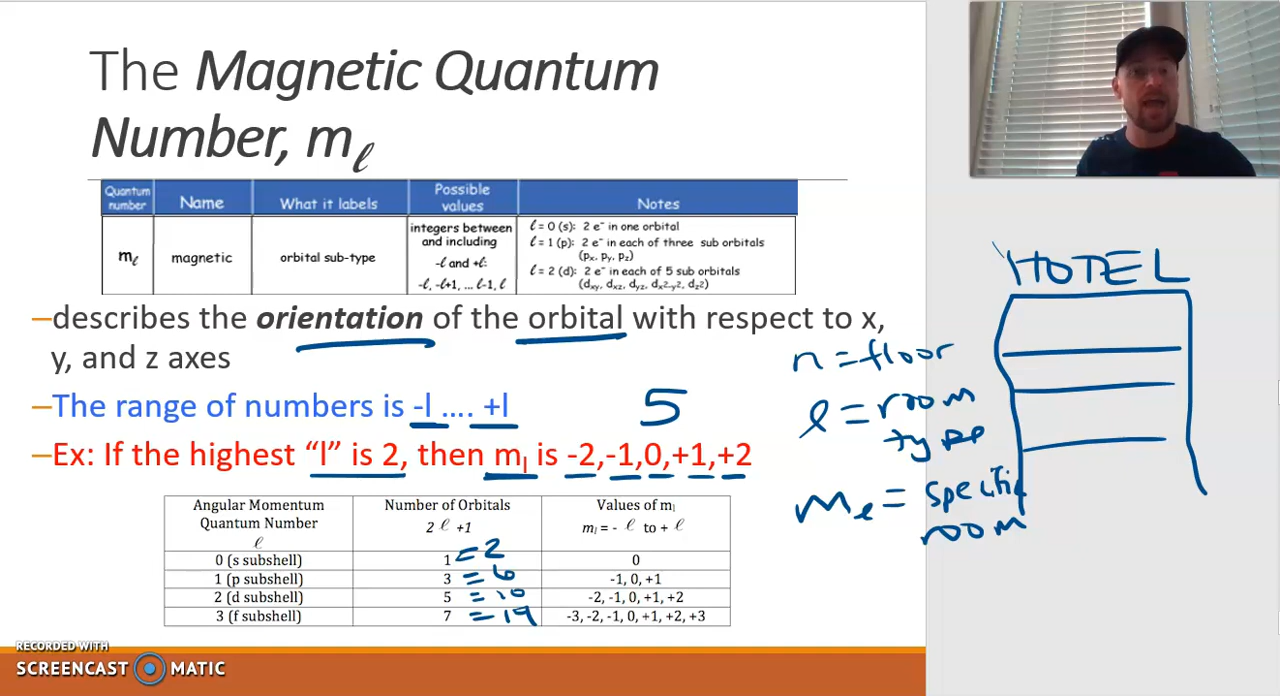 The Magnetic Quantum
Number, mℓ
Quantum number Name What it labels Possible values Notes
mℓ magnetic orbital sub-type
integers between
and including
-ℓ and +ℓ:
-ℓ, -ℓ+1, ... ℓ-1, ℓ
ℓ = 0 (s): 2 e⁻ in one orbital
ℓ = 1 (p): 2 e⁻ in each of three sub orbitals
(px, py, pz)
ℓ = 2 (d): 2 e⁻ in each of 5 sub orbitals
(dxy, dxz, dyz, dx²-y², dz²)
–describes the orientation of the orbital with respect to x,
y, and z axes
–The range of numbers is -l .... +l
5
–Ex: If the highest “l” is 2, then ml is -2,-1,0,+1,+2
Angular Momentum
Quantum Number
ℓ
Number of Orbitals
2 ℓ +1
Values of ml
ml = - ℓ to + ℓ
0 (s subshell) 1 = 2 0
1 (p subshell) 3 = 6 -1, 0, +1
2 (d subshell) 5 = 10 -2, -1, 0, +1, +2
3 (f subshell) 7 = 14 -3, -2, -1, 0, +1, +2, +3
HOTEL
n = floor
ℓ = room
type
mℓ = specific
room
RECORDED WITH
SCREENCAST MATIC